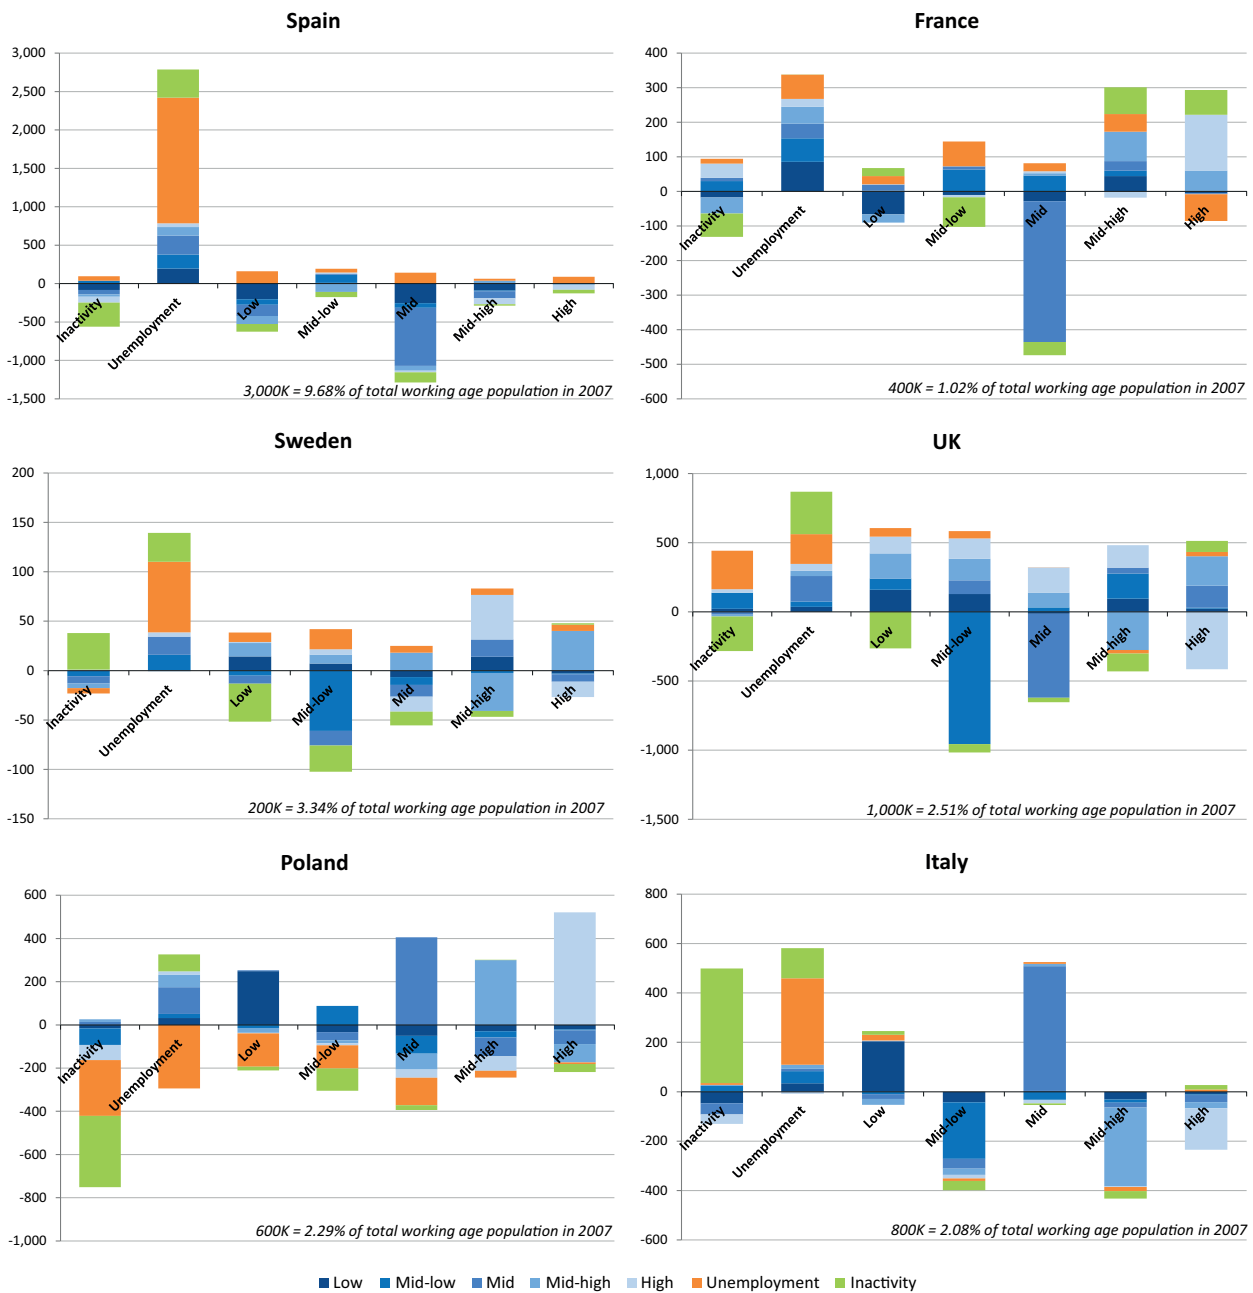 Spain
3,000
2,500
2,000
1,500
1,000
500
0
-500
-1,000
-1,500
Inactivity
Unemployment
Low
Mid-low
Mid
Mid-high
High
3,000K = 9.68% of total working age population in 2007
France
400
300
200
100
0
-100
-200
-300
-400
-500
-600
Inactivity
Unemployment
Low
Mid-low
Mid
Mid-high
High
400K = 1.02% of total working age population in 2007
Sweden
200
150
100
50
0
-50
-100
-150
Inactivity
Unemployment
Low
Mid-low
Mid
Mid-high
High
200K = 3.34% of total working age population in 2007
UK
1,000
500
0
-500
-1,000
-1,500
Inactivity
Unemployment
Low
Mid-low
Mid
Mid-high
High
1,000K = 2.51% of total working age population in 2007
Poland
600
400
200
0
-200
-400
-600
-800
-1,000
Inactivity
Unemployment
Low
Mid-low
Mid
Mid-high
High
600K = 2.29% of total working age population in 2007
Italy
800
600
400
200
0
-200
-400
-600
Inactivity
Unemployment
Low
Mid-low
Mid
Mid-high
High
800K = 2.08% of total working age population in 2007
Low Mid-low Mid Mid-high High Unemployment Inactivity